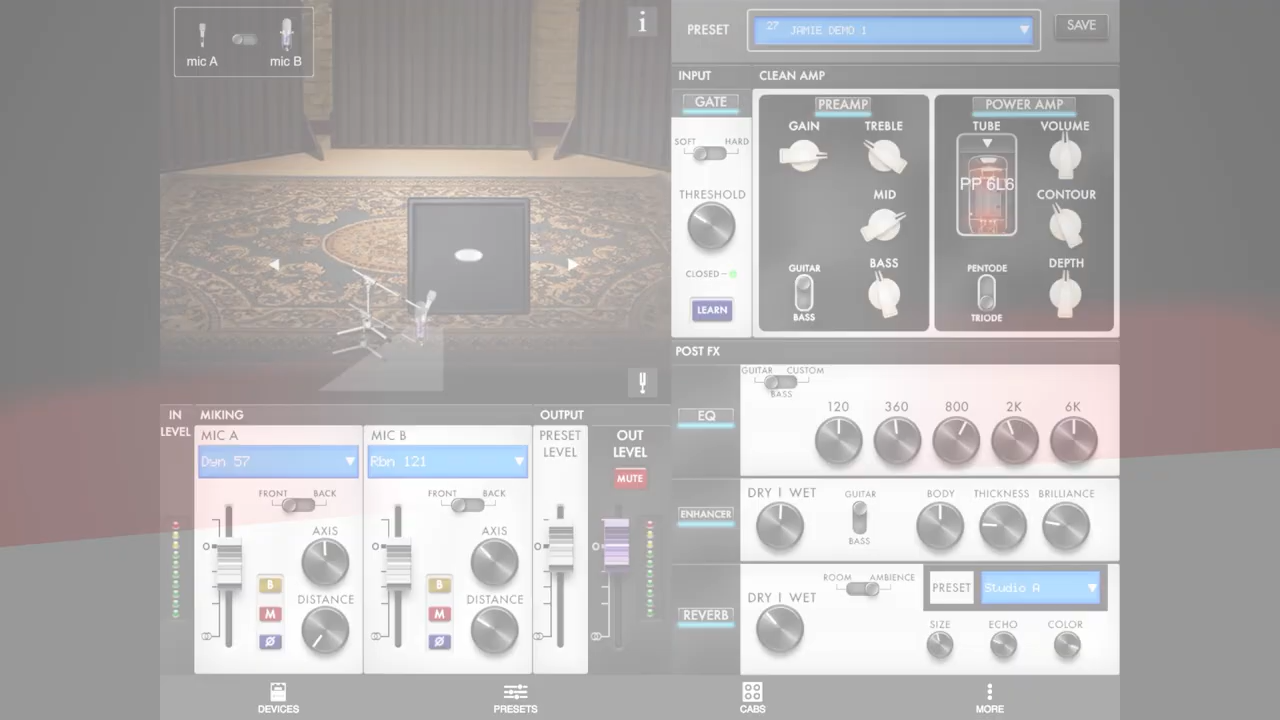 mic A
mic B
i
PRESET
27 JAMIE DEMO 1
SAVE
INPUT
CLEAN AMP
GATE
SOFT
HARD
THRESHOLD
CLOSED
LEARN
PREAMP
GAIN
TREBLE
MID
GUITAR
BASS
BASS
POWER AMP
TUBE
VOLUME
PP 6L6
CONTOUR
PENTODE
DEPTH
TRIODE
POST FX
EQ
GUITAR
CUSTOM
BASS
120
360
800
2K
6K
ENHANCER
DRY | WET
GUITAR
BASS
BODY
THICKNESS
BRILLIANCE
REVERB
DRY | WET
ROOM
AMBIENCE
PRESET
Studio A
SIZE
ECHO
COLOR
IN
LEVEL
MIKING
MIC A
Dyn 57
FRONT
BACK
AXIS
0
B
M
Ø
DISTANCE
∞
MIC B
Rbn 121
FRONT
BACK
AXIS
0
B
M
Ø
DISTANCE
OUTPUT
PRESET
LEVEL
0
∞
OUT
LEVEL
MUTE
0
∞
DEVICES
PRESETS
CABS
MORE